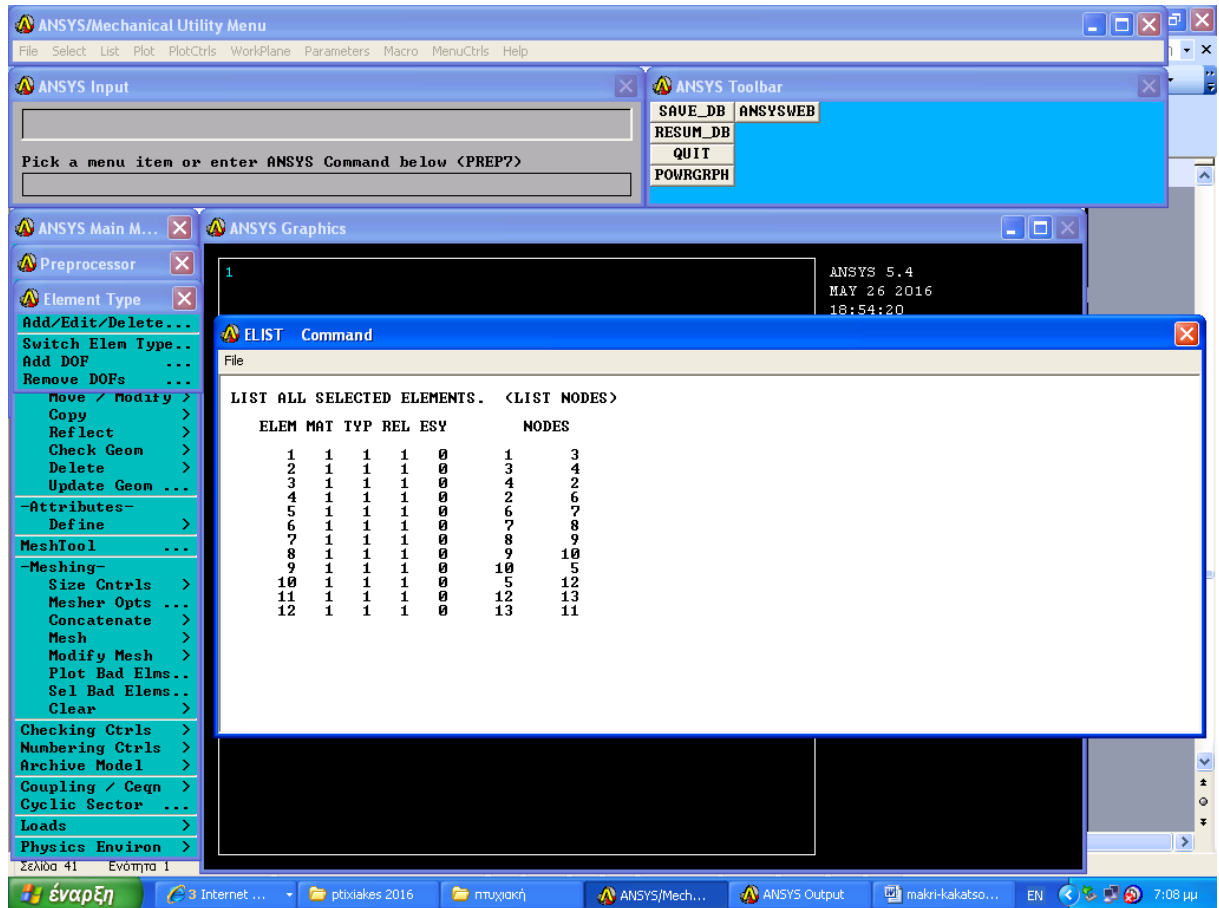 ANSYS/Mechanical Utility Menu
File Select List Plot PlotCtrls WorkPlane Parameters Macro MenuCtrls Help
ANSYS Input
Pick a menu item or enter ANSYS Command below (PREP7)
ANSYS Toolbar
SAVE_DB ANSYSWEB
RESUM_DB
QUIT
POWRGRPH
ANSYS Main M...
Preprocessor
Element Type
Add/Edit/Delete...
Switch Elem Type..
Add DOF ...
Remove DOFs ...
Move / Modify >
Copy >
Reflect >
Check Geom >
Delete >
Update Geom ...
-Attributes-
Define >
MeshTool ...
-Meshing-
Size Cntrls >
Mesher Opts ...
Concatenate >
Mesh >
Modify Mesh >
Plot Bad Elms..
Sel Bad Elems..
Clear >
Checking Ctrls >
Numbering Ctrls >
Archive Model >
Coupling / Ceqn >
Cyclic Sector ...
Loads >
Physics Environ >
ANSYS Graphics
1
ANSYS 5.4
MAY 26 2016
18:54:20
ELIST Command
File
LIST ALL SELECTED ELEMENTS. (LIST NODES)
ELEM MAT TYP REL ESY NODES
1 1 1 1 0 1 3
2 1 1 1 0 3 4
3 1 1 1 0 4 2
4 1 1 1 0 2 6
5 1 1 1 0 6 7
6 1 1 1 0 7 8
7 1 1 1 0 8 9
8 1 1 1 0 9 10
9 1 1 1 0 10 5
10 1 1 1 0 5 12
11 1 1 1 0 12 13
12 1 1 1 0 13 11
Σελίδα 41 Ενότητα 1
έναρξη
3 Internet ...
ptixiakes 2016
πτυχιακή
ANSYS/Mech...
ANSYS Output
makri-kakatso...
EN
7:08 μμ